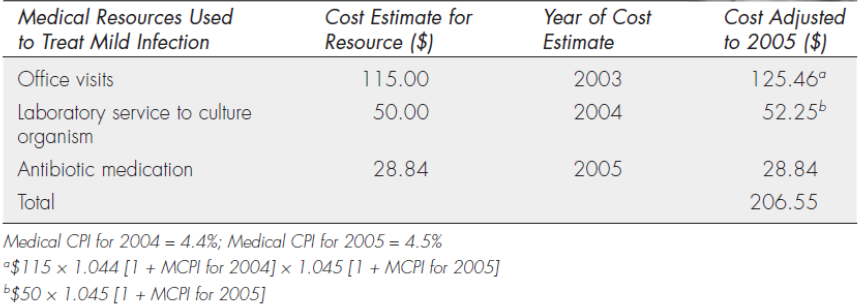 Medical Resources Used Cost Estimate for Year of Cost Cost Adjusted
to Treat Mild Infection Resource ($) Estimate to 2005 ($)
Office visits 115.00 2003 125.46ᵃ
Laboratory service to culture 50.00 2004 52.25ᵇ
organism
Antibiotic medication 28.84 2005 28.84
Total 206.55
Medical CPI for 2004 = 4.4%; Medical CPI for 2005 = 4.5%
ᵃ$115 × 1.044 [1 + MCPI for 2004] × 1.045 [1 + MCPI for 2005]
ᵇ$50 × 1.045 [1 + MCPI for 2005]